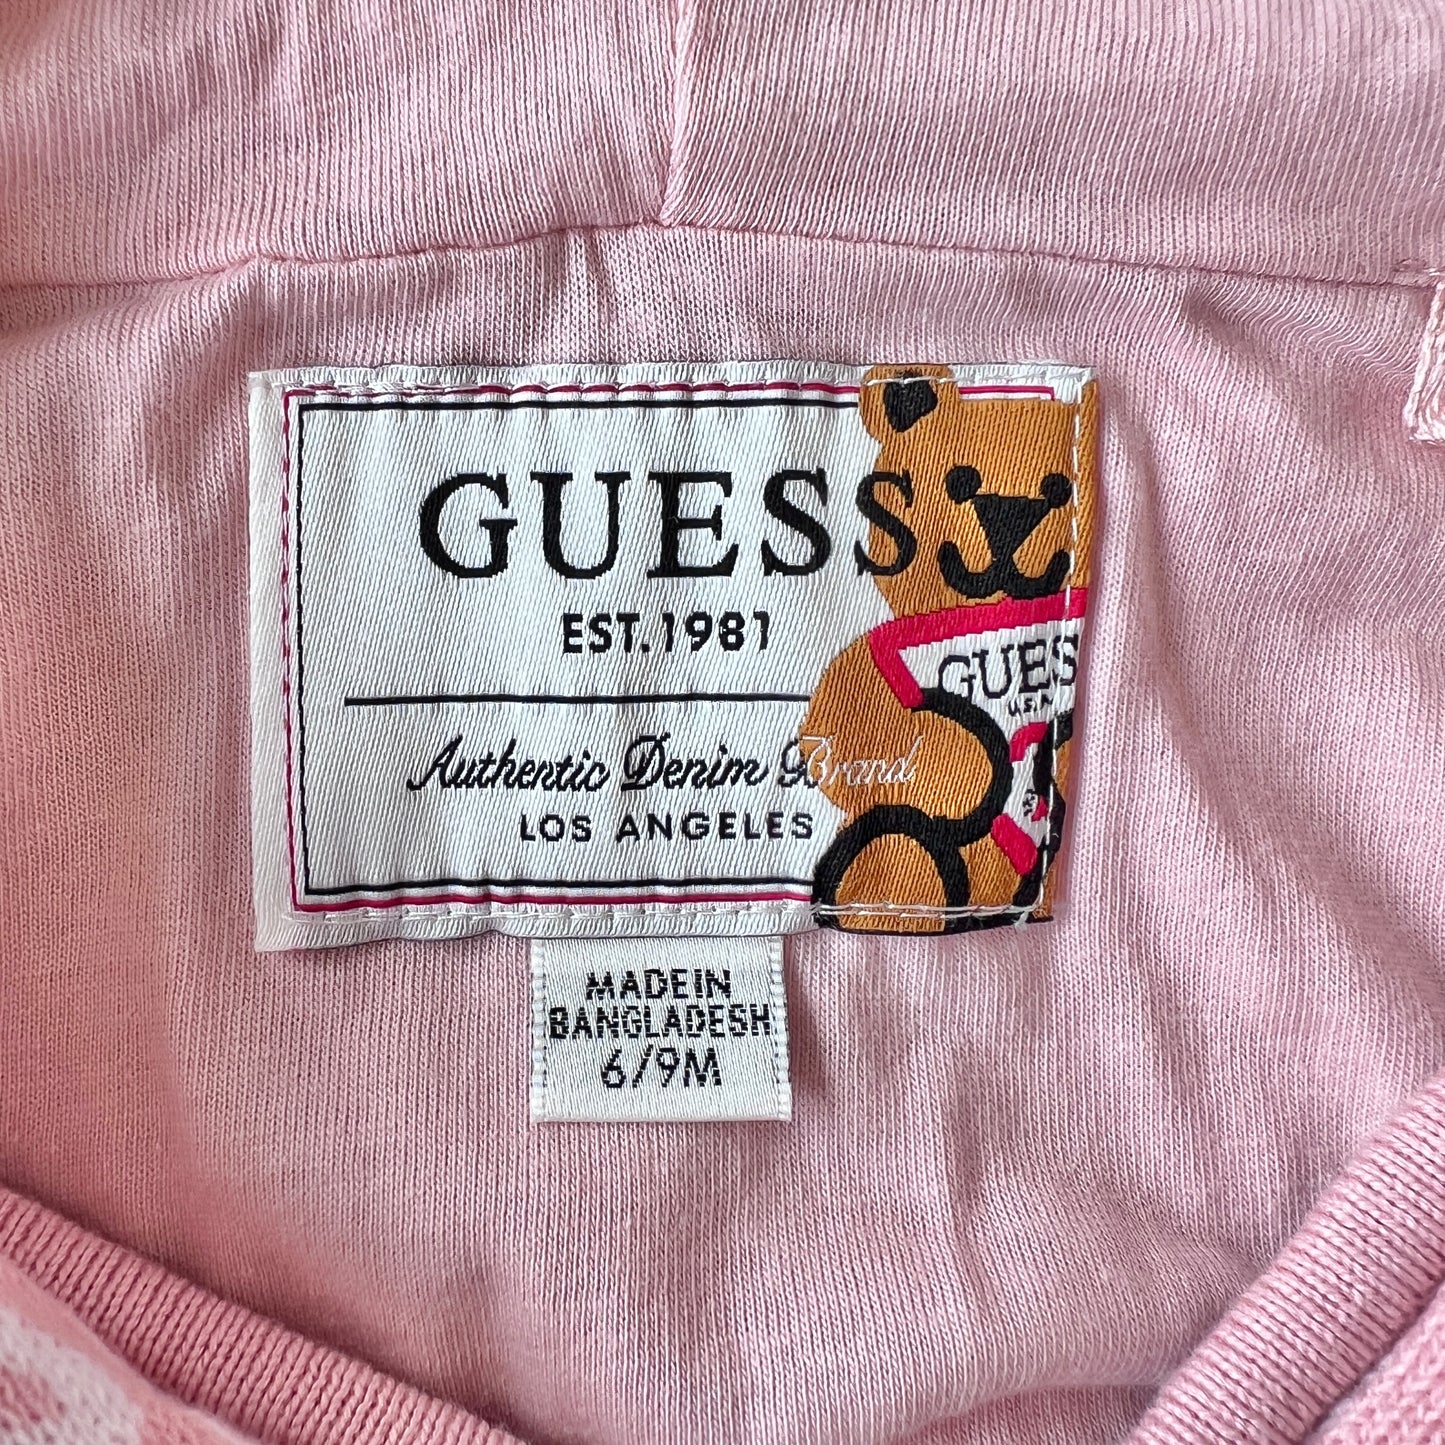 GUESS
EST. 1981
Authentic Denim Brand
LOS ANGELES
GUESS
U.S.A
MADE IN
BANGLADESH
6/9M